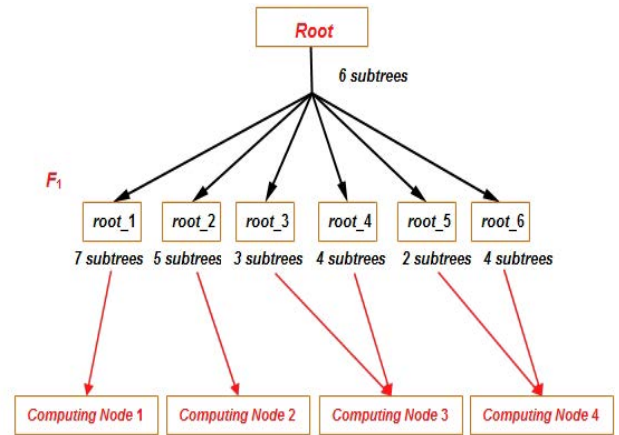 Root
6 subtrees
F₁
root_1 root_2 root_3 root_4 root_5 root_6
7 subtrees 5 subtrees 3 subtrees 4 subtrees 2 subtrees 4 subtrees
Computing Node 1 Computing Node 2 Computing Node 3 Computing Node 4